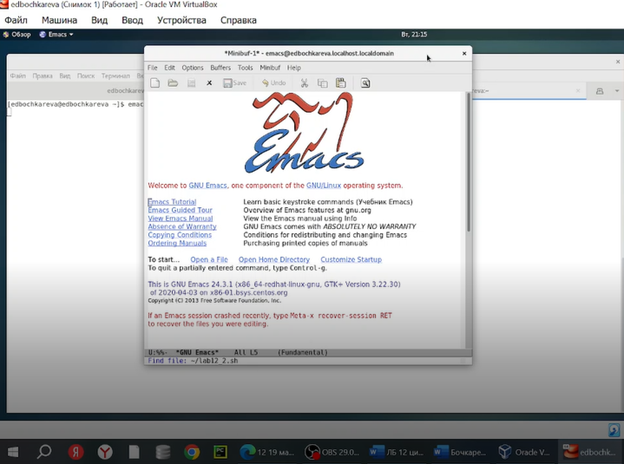 edbochkareva (Снимок 1) [Работает] - Oracle VM VirtualBox
Файл Машина Вид Ввод Устройства Справка
Обзор Emacs Вт, 21:15
*Minibuf-1* - emacs@edbochkareva.localhost.localdomain
Файл Правка Вид Поиск Терминал
File Edit Options Buffers Tools Minibuf Help
Save Undo
[edbochkareva@edbochkareva ~]$ emac
Emacs
Welcome to GNU Emacs, one component of the GNU/Linux operating system.
Emacs Tutorial Learn basic keystroke commands (Учебник Emacs)
Emacs Guided Tour Overview of Emacs features at gnu.org
View Emacs Manual View the Emacs manual using Info
Absence of Warranty GNU Emacs comes with ABSOLUTELY NO WARRANTY
Copying Conditions Conditions for redistributing and changing Emacs
Ordering Manuals Purchasing printed copies of manuals
To start... Open a File Open Home Directory Customize Startup
To quit a partially entered command, type Control-g.
This is GNU Emacs 24.3.1 (x86_64-redhat-linux-gnu, GTK+ Version 3.22.30)
of 2020-04-03 on x86-01.bsys.centos.org
Copyright (C) 2013 Free Software Foundation, Inc.
If an Emacs session crashed recently, type Meta-x recover-session RET
to recover the files you were editing.
U:%%- *GNU Emacs* All L5 (Fundamental)
Find file: ~/lab12_2.sh
12 19 ма... OBS 29.0... ЛБ 12 ци... Бочкаре... Oracle V... edbochk...